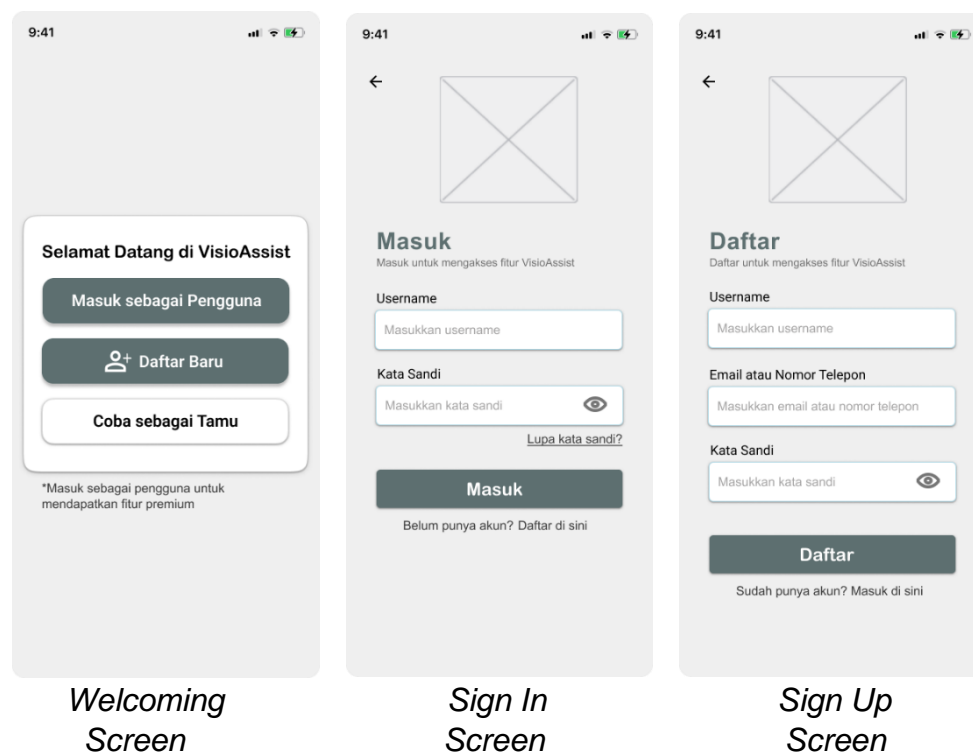 9:41
Selamat Datang di VisioAssist
Masuk sebagai Pengguna
Daftar Baru
Coba sebagai Tamu
*Masuk sebagai pengguna untuk
mendapatkan fitur premium
Welcoming
Screen
9:41
Masuk
Masuk untuk mengakses fitur VisioAssist
Username
Masukkan username
Kata Sandi
Masukkan kata sandi
Lupa kata sandi?
Masuk
Belum punya akun? Daftar di sini
Sign In
Screen
9:41
Daftar
Daftar untuk mengakses fitur VisioAssist
Username
Masukkan username
Email atau Nomor Telepon
Masukkan email atau nomor telepon
Kata Sandi
Masukkan kata sandi
Daftar
Sudah punya akun? Masuk di sini
Sign Up
Screen